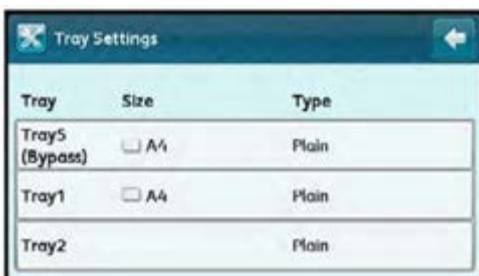 Tray Settings
Tray Size Type
Tray5
(Bypass) A4 Plain
Tray1 A4 Plain
Tray2 Plain